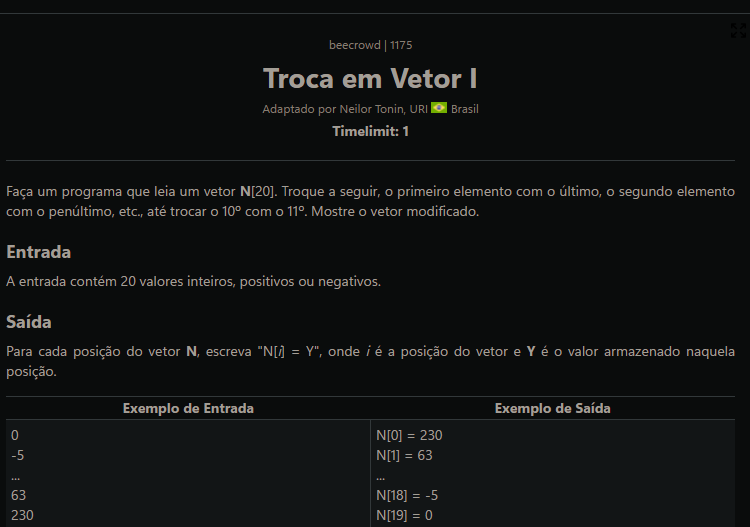 beecrowd | 1175
Troca em Vetor I
Adaptado por Neilor Tonin, URI Brasil
Timelimit: 1
Faça um programa que leia um vetor N[20]. Troque a seguir, o primeiro elemento com o último, o segundo elemento
com o penúltimo, etc., até trocar o 10º com o 11º. Mostre o vetor modificado.
Entrada
A entrada contém 20 valores inteiros, positivos ou negativos.
Saída
Para cada posição do vetor N, escreva "N[i] = Y", onde i é a posição do vetor e Y é o valor armazenado naquela
posição.
Exemplo de Entrada Exemplo de Saída
0 N[0] = 230
-5 N[1] = 63
... ...
63 N[18] = -5
230 N[19] = 0